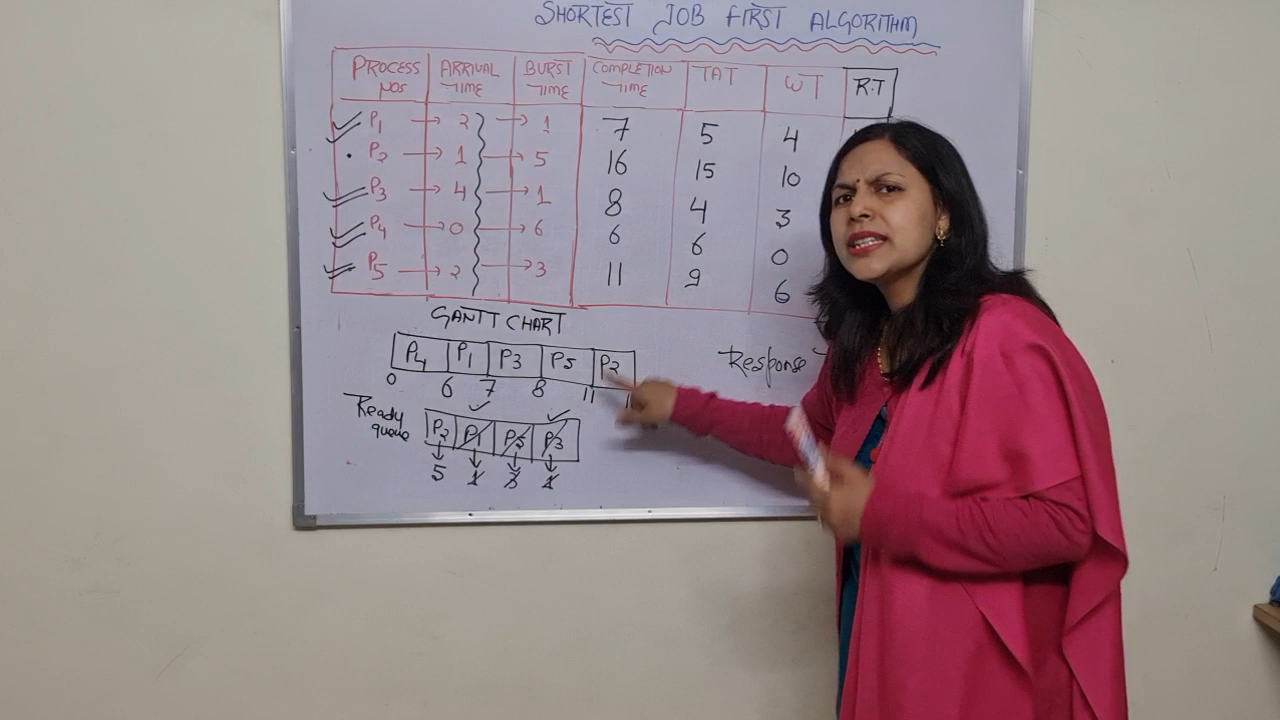 SHORTEST JOB FIRST ALGORITHM
PROCESS NOS ARRIVAL TIME BURST TIME COMPLETION TIME TAT WT R.T
P1 → 2 → 1 7 5 4
P2 → 1 → 5 16 15 10
P3 → 4 → 1 8 4 3
P4 → 0 → 6 6 6 0
P5 → 2 → 3 11 9 6
GANTT CHART
P4 P1 P3 P5 P2
0 6 7 8 11
Response
Ready queue
P2 P1 P5 P3
5 1 3 1